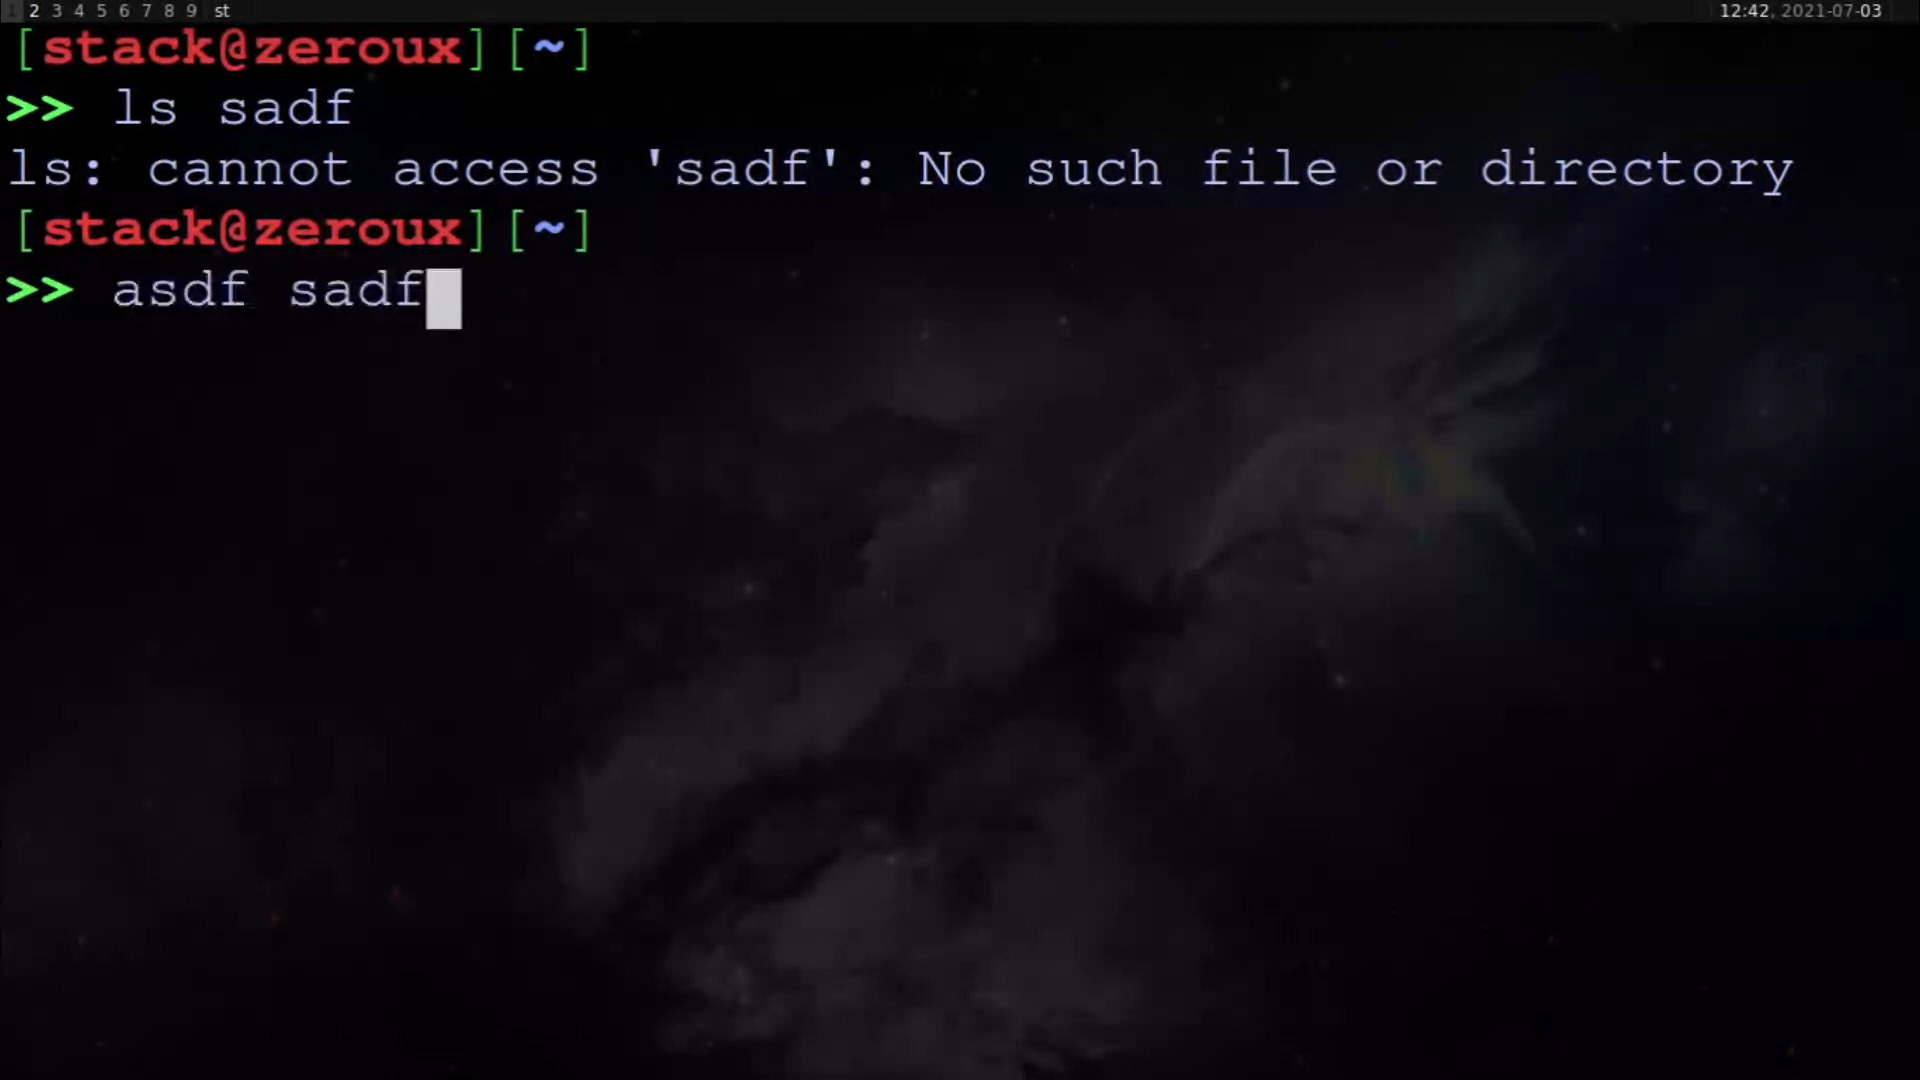 1 2 3 4 5 6 7 8 9 st 12:42, 2021-07-03
[stack@zeroux][~]
>> ls sadf
ls: cannot access 'sadf': No such file or directory
[stack@zeroux][~]
>> asdf sadf